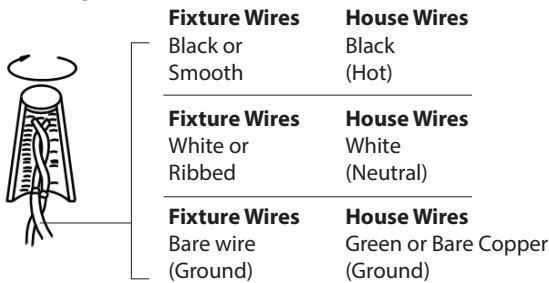 Fixture Wires House Wires
Black or Black
Smooth (Hot)
Fixture Wires House Wires
White or White
Ribbed (Neutral)
Fixture Wires House Wires
Bare wire Green or Bare Copper
(Ground) (Ground)